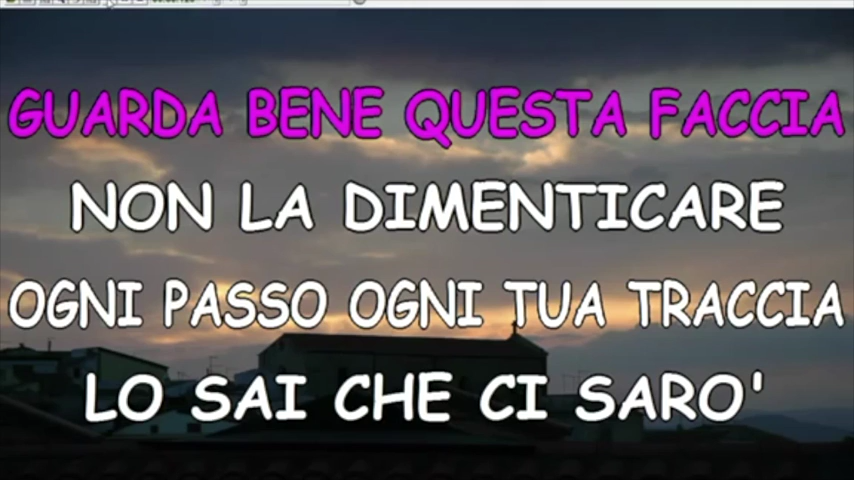 GUARDA BENE QUESTA FACCIA
NON LA DIMENTICARE
OGNI PASSO OGNI TUA TRACCIA
LO SAI CHE CI SARO'